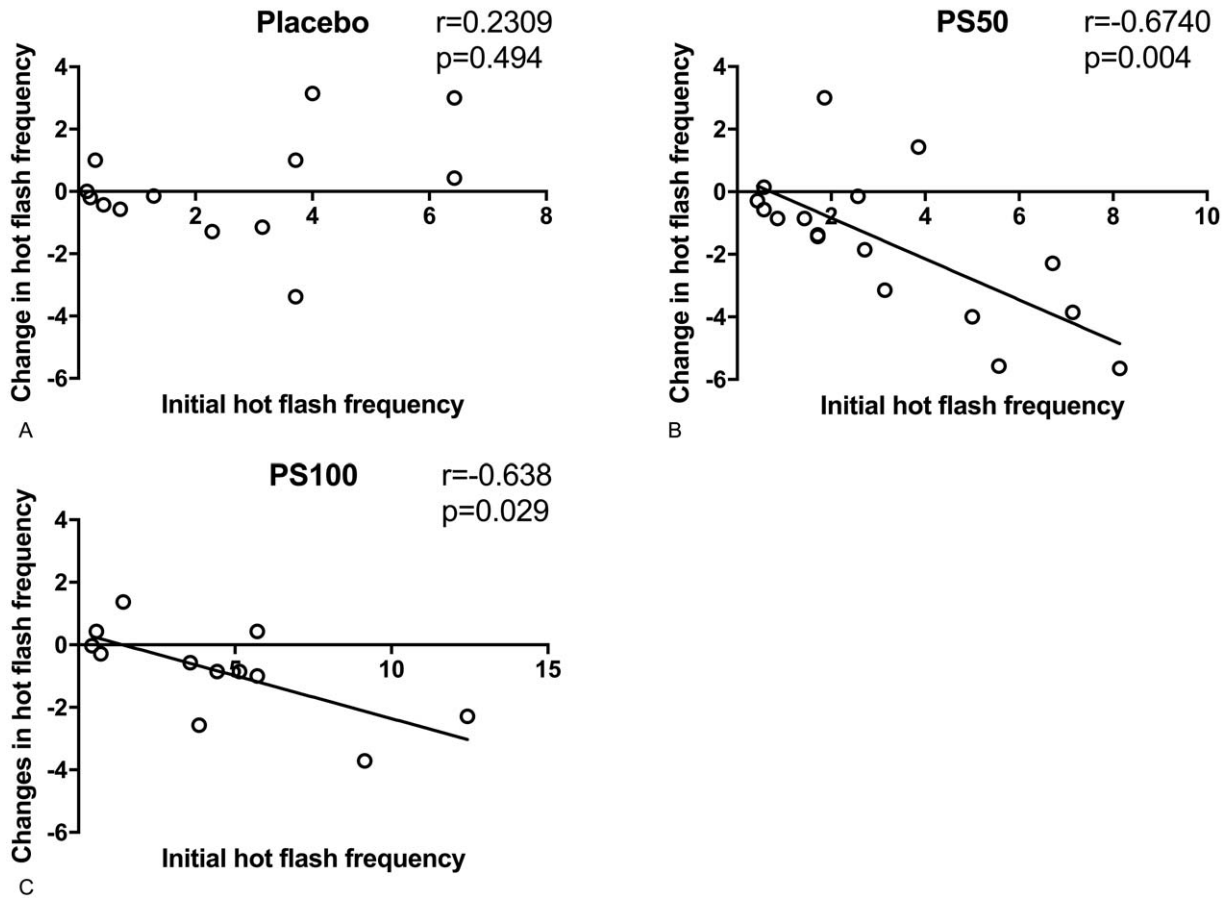 Placebo
r=0.2309
p=0.494
Change in hot flash frequency
4
2
0
-2
-4
-6
2
4
6
8
Initial hot flash frequency
A
PS50
r=-0.6740
p=0.004
Change in hot flash frequency
4
2
0
-2
-4
-6
2
4
6
8
10
Initial hot flash frequency
B
PS100
r=-0.638
p=0.029
Changes in hot flash frequency
4
2
0
-2
-4
-6
5
10
15
Initial hot flash frequency
C